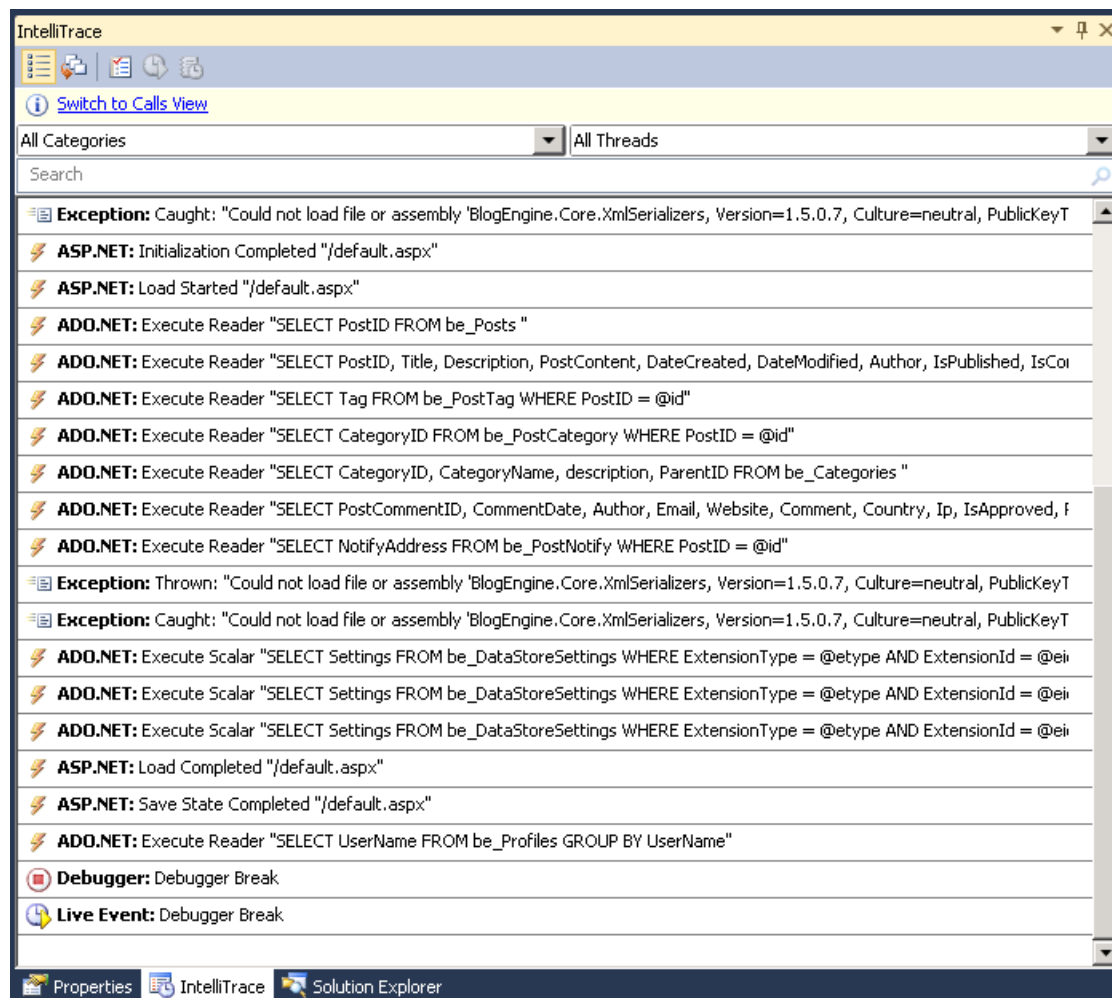 IntelliTrace
Switch to Calls View
All Categories All Threads
Search
Exception: Caught: "Could not load file or assembly 'BlogEngine.Core.XmlSerializers, Version=1.5.0.7, Culture=neutral, PublicKeyT
ASP.NET: Initialization Completed "/default.aspx"
ASP.NET: Load Started "/default.aspx"
ADO.NET: Execute Reader "SELECT PostID FROM be_Posts "
ADO.NET: Execute Reader "SELECT PostID, Title, Description, PostContent, DateCreated, DateModified, Author, IsPublished, IsCo
ADO.NET: Execute Reader "SELECT Tag FROM be_PostTag WHERE PostID = @id"
ADO.NET: Execute Reader "SELECT CategoryID FROM be_PostCategory WHERE PostID = @id"
ADO.NET: Execute Reader "SELECT CategoryID, CategoryName, description, ParentID FROM be_Categories "
ADO.NET: Execute Reader "SELECT PostCommentID, CommentDate, Author, Email, Website, Comment, Country, Ip, IsApproved,
ADO.NET: Execute Reader "SELECT NotifyAddress FROM be_PostNotify WHERE PostID = @id"
Exception: Thrown: "Could not load file or assembly 'BlogEngine.Core.XmlSerializers, Version=1.5.0.7, Culture=neutral, PublicKeyT
Exception: Caught: "Could not load file or assembly 'BlogEngine.Core.XmlSerializers, Version=1.5.0.7, Culture=neutral, PublicKeyT
ADO.NET: Execute Scalar "SELECT Settings FROM be_DataStoreSettings WHERE ExtensionType = @etype AND ExtensionId = @ei
ADO.NET: Execute Scalar "SELECT Settings FROM be_DataStoreSettings WHERE ExtensionType = @etype AND ExtensionId = @ei
ADO.NET: Execute Scalar "SELECT Settings FROM be_DataStoreSettings WHERE ExtensionType = @etype AND ExtensionId = @ei
ASP.NET: Load Completed "/default.aspx"
ASP.NET: Save State Completed "/default.aspx"
ADO.NET: Execute Reader "SELECT UserName FROM be_Profiles GROUP BY UserName"
Debugger: Debugger Break
Live Event: Debugger Break
Properties IntelliTrace Solution Explorer